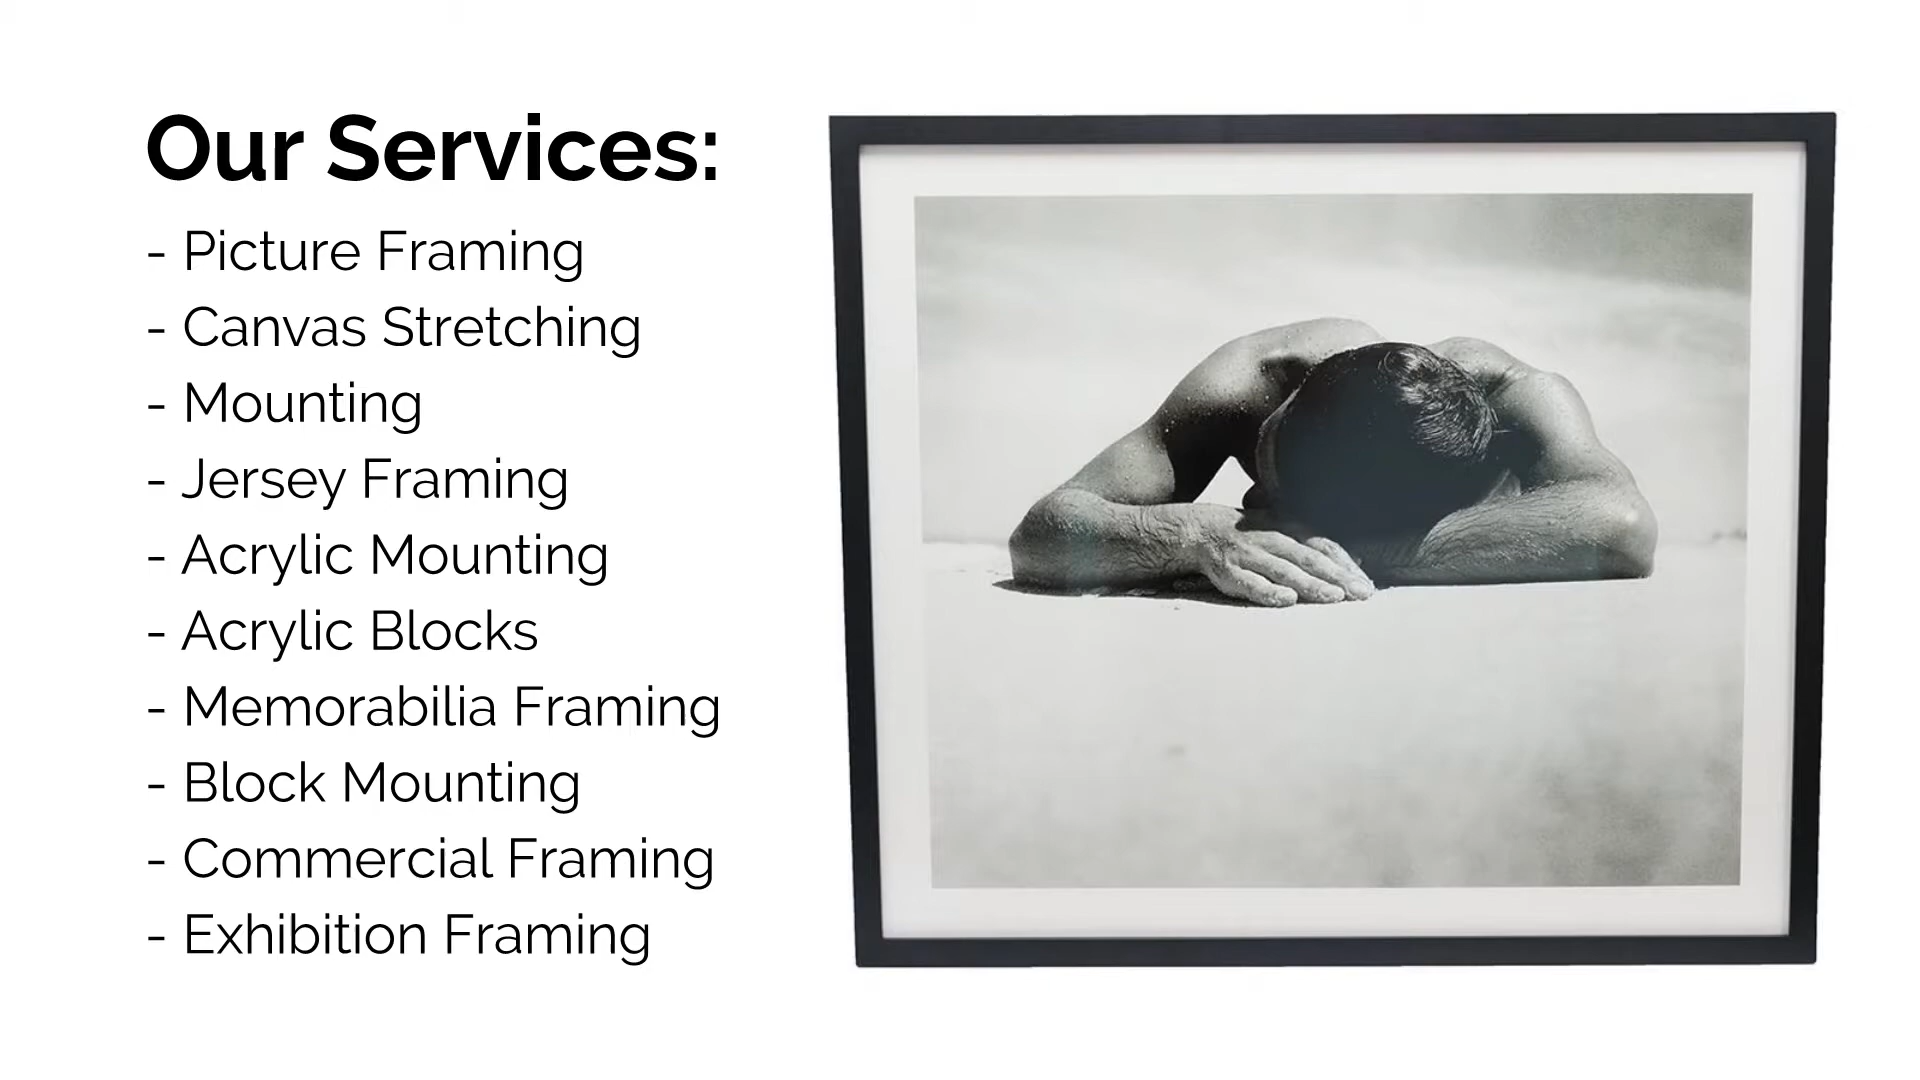 Our Services:
- Picture Framing
- Canvas Stretching
- Mounting
- Jersey Framing
- Acrylic Mounting
- Acrylic Blocks
- Memorabilia Framing
- Block Mounting
- Commercial Framing
- Exhibition Framing